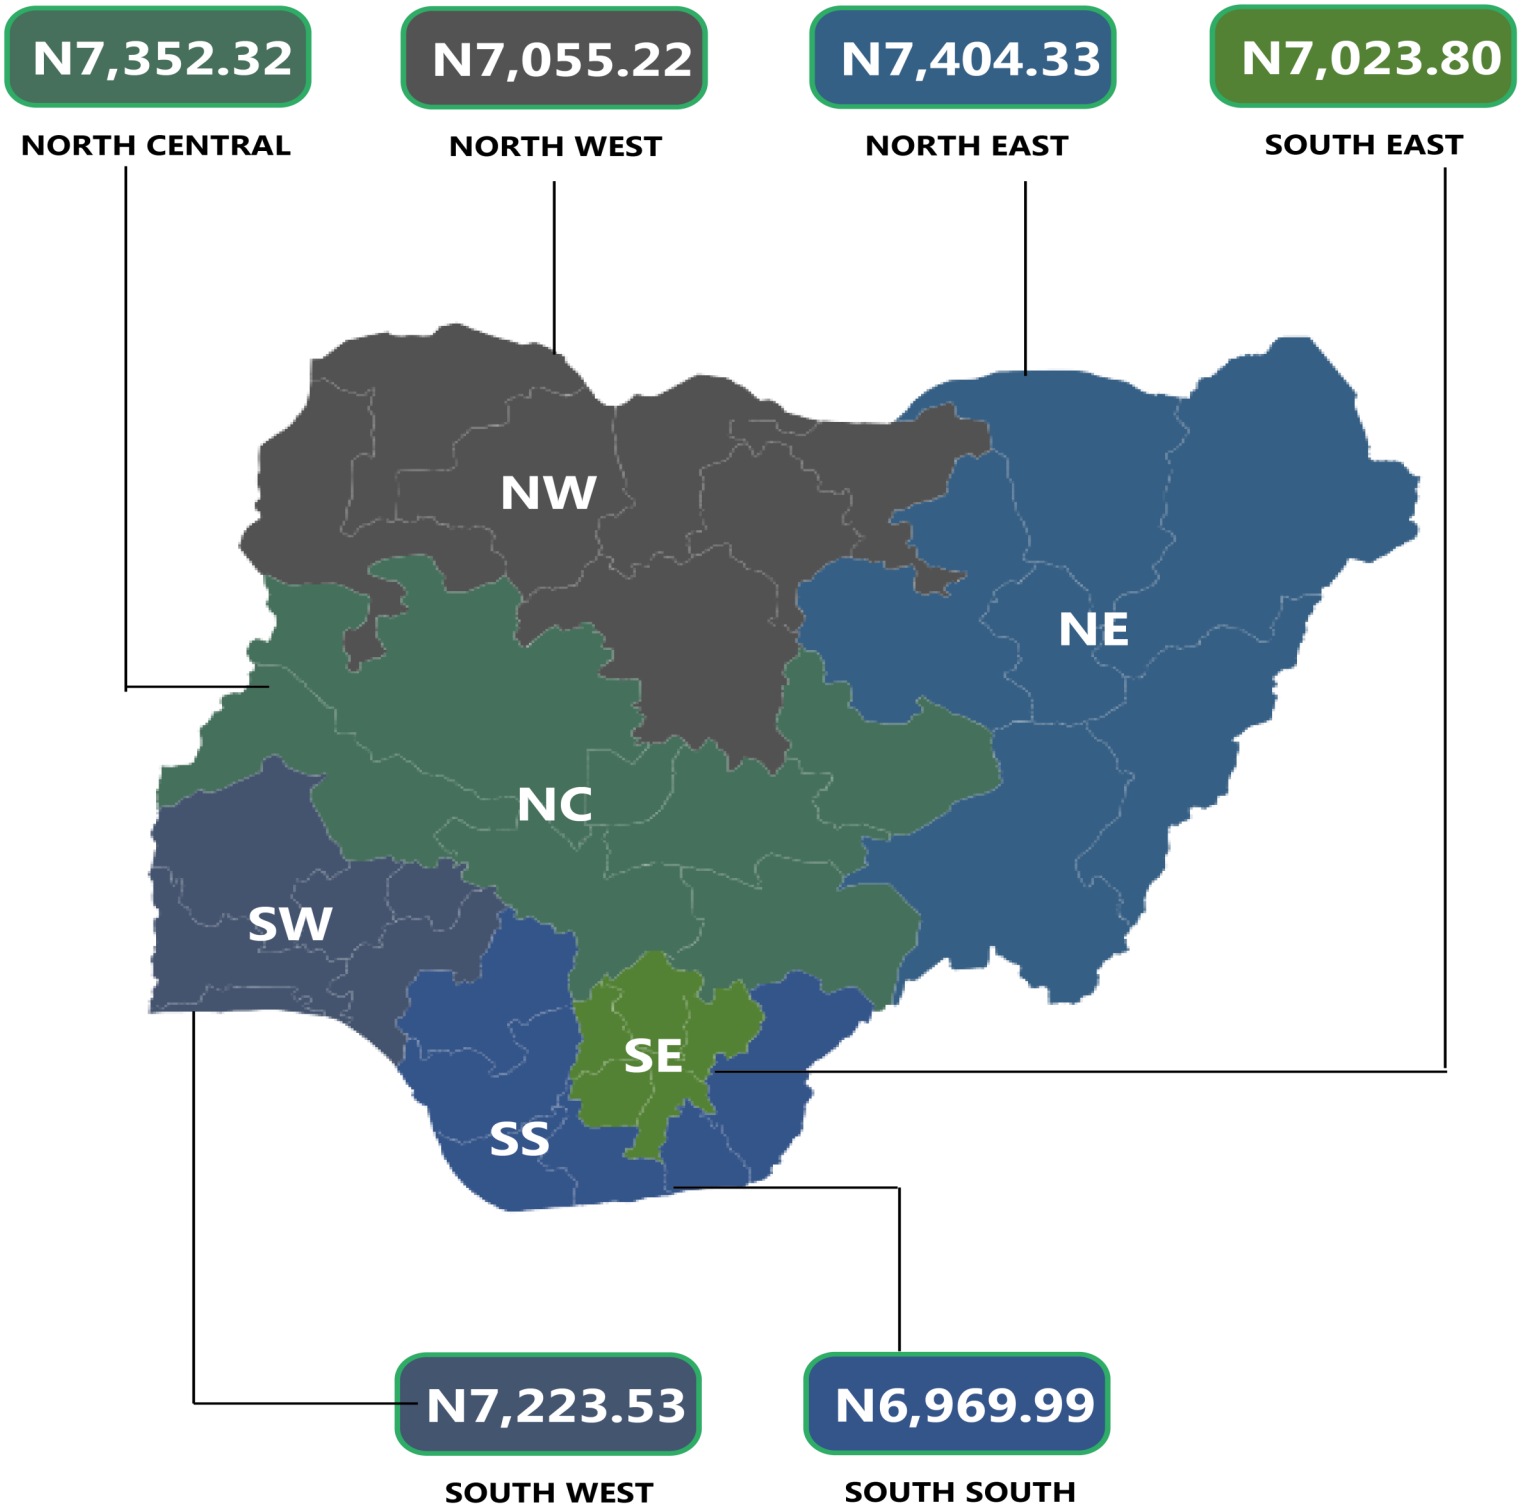 N7,352.32
N7,055.22
N7,404.33
N7,023.80
NORTH CENTRAL
NORTH WEST
NORTH EAST
SOUTH EAST
NW
NE
NC
SW
SE
SS
N7,223.53
N6,969.99
SOUTH WEST
SOUTH SOUTH